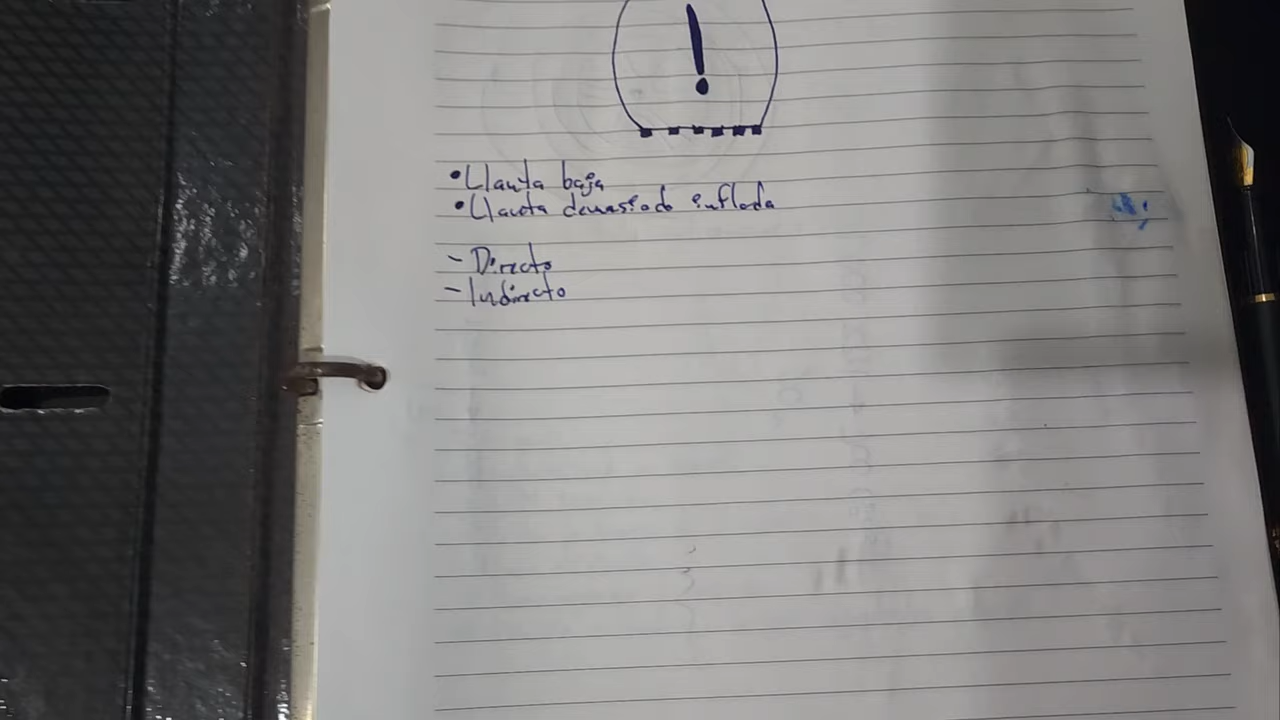 !
•Llanta baja
•Llanta demasiado inflada
- Directo
- Indirecto